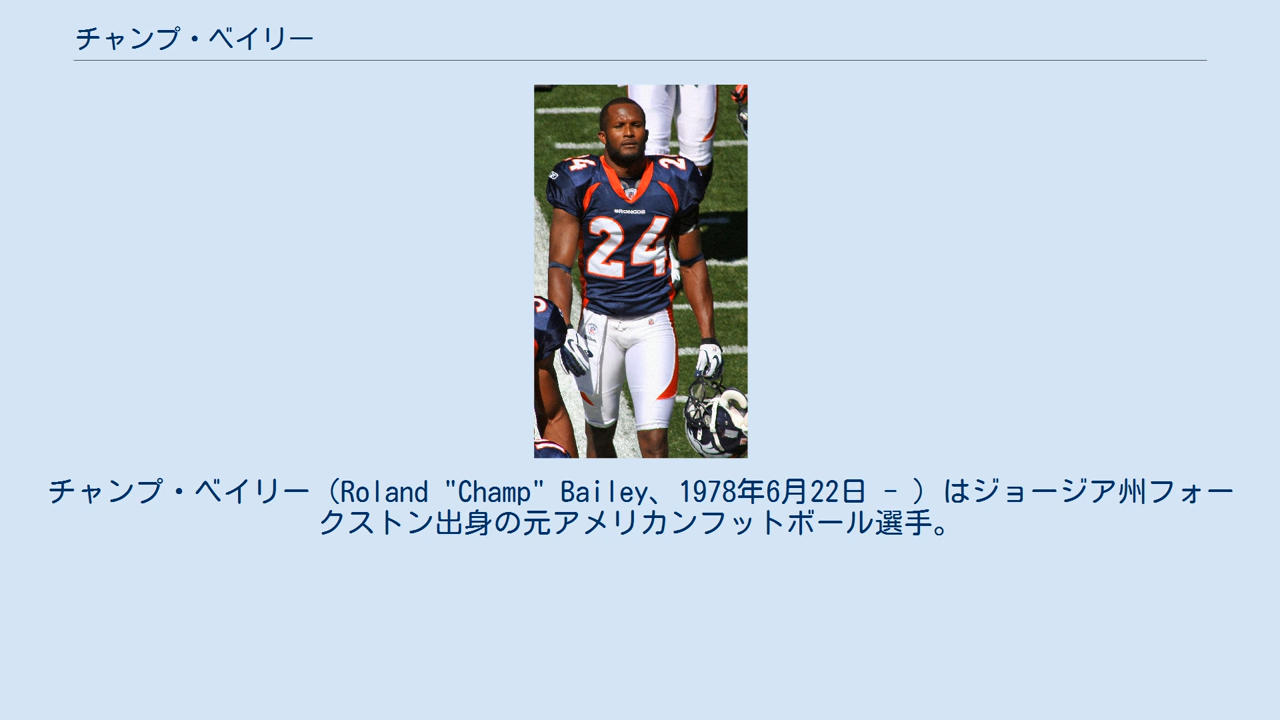 チャンプ・ベイリー
24
24
BRONCOS
24
チャンプ・ベイリー（Roland "Champ" Bailey、1978年6月22日 - ）はジョージア州フォー
クストン出身の元アメリカンフットボール選手。